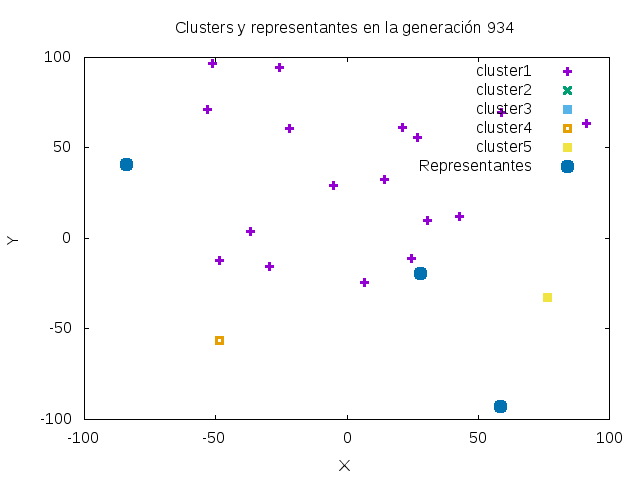 Clusters y representantes en la generación 934
100
50
0
-50
-100
-100
-50
0
50
100
X
Y
cluster1
cluster2
cluster3
cluster4
cluster5
Representantes